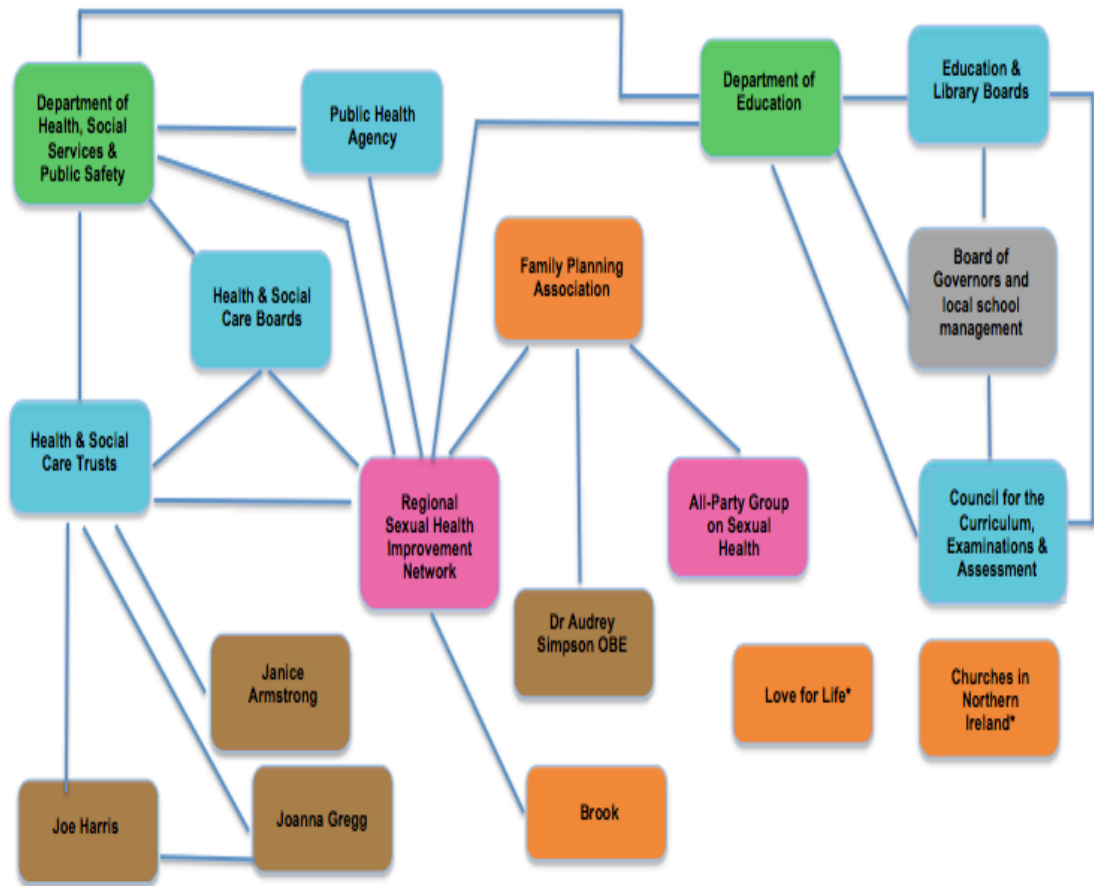 Department of
Health, Social
Services &
Public Safety
Public Health
Agency
Department of
Education
Education &
Library Boards
Health & Social
Care Boards
Family Planning
Association
Board of
Governors and
local school
management
Health & Social
Care Trusts
Regional
Sexual Health
Improvement
Network
All-Party Group
on Sexual
Health
Council for the
Curriculum,
Examinations &
Assessment
Dr Audrey
Simpson OBE
Janice
Armstrong
Love for Life*
Churches in
Northern
Ireland*
Joe Harris
Joanna Gregg
Brook